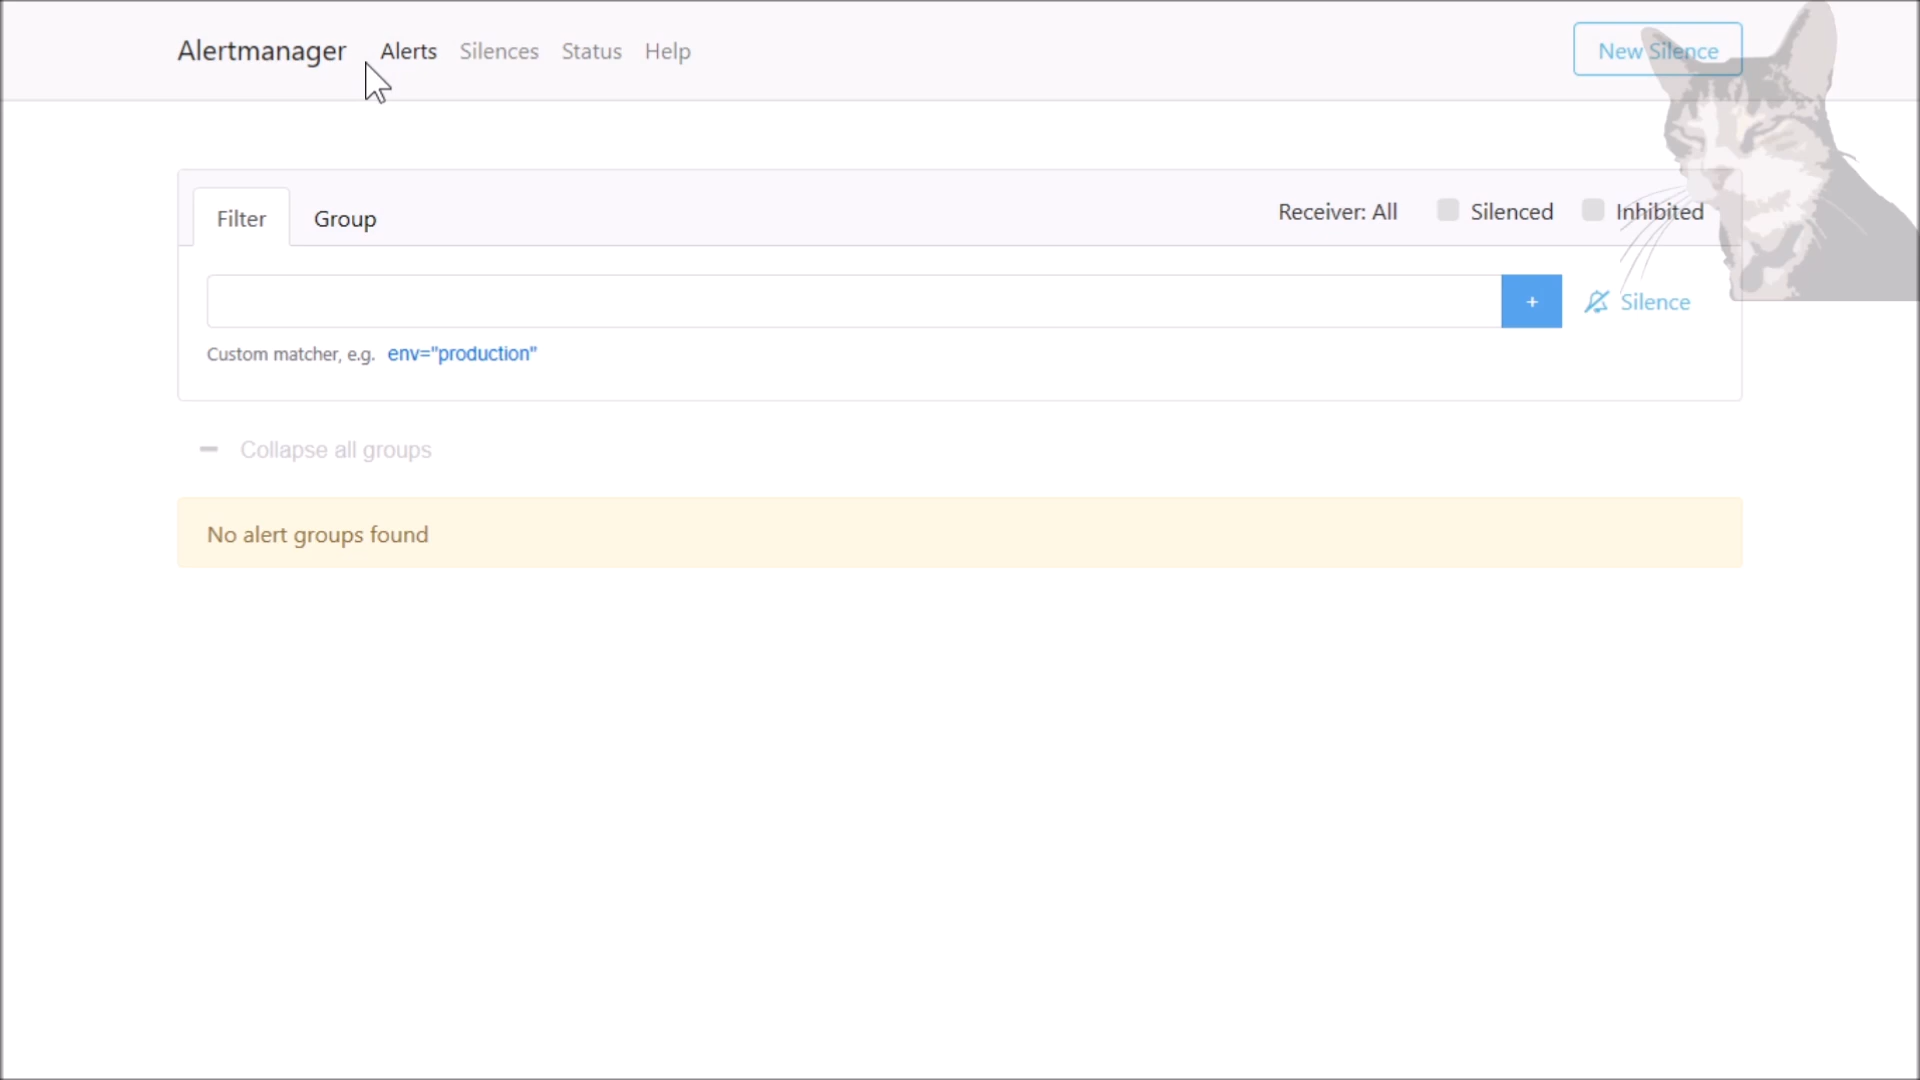 Alertmanager Alerts Silences Status Help New Silence
Filter Group Receiver: All Silenced Inhibited
+ Silence
Custom matcher, e.g. env="production"
Collapse all groups
No alert groups found